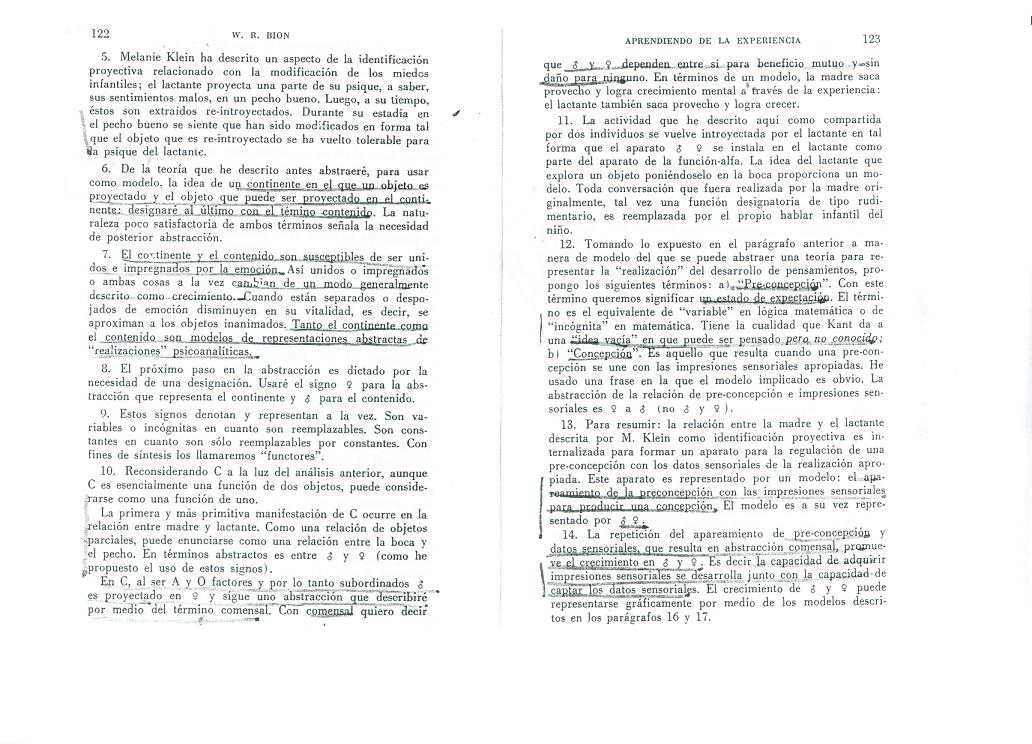 122
W. R. BION
5. Melanie Klein ha descrito un aspecto de la identificación
proyectiva relacionado con la modificación de los miedos
infantiles; el lactante proyecta una parte de su psique, a saber,
sus sentimientos malos, en un pecho bueno. Luego, a su tiempo,
éstos son extraídos re-introyectados. Durante su estadía en
el pecho bueno se siente que han sido modificados en forma tal
que el objeto que es re-introyectado se ha vuelto tolerable para
la psique del lactante.
6. De la teoría que he descrito antes abstraeré, para usar
como modelo, la idea de un continente en el que un objeto es
proyectado y el objeto que puede ser proyectado en el conti-
nente: designaré al último con el témino contenido. La natu-
raleza poco satisfactoria de ambos términos señala la necesidad
de posterior abstracción.
7. El continente y el contenido son susceptibles de ser uni-
dos e impregnados por la emoción. Así unidos o impregnados
o ambas cosas a la vez cambian de un modo generalmente
descrito como crecimiento. Cuando están separados o despo-
jados de emoción disminuyen en su vitalidad, es decir, se
aproximan a los objetos inanimados. Tanto el continente como
el contenido son modelos de representaciones abstractas de
"realizaciones" psicoanalíticas.
8. El próximo paso en la abstracción es dictado por la
necesidad de una designación. Usaré el signo ♀ para la abs-
tracción que representa el continente y ♂ para el contenido.
9. Estos signos denotan y representan a la vez. Son va-
riables o incógnitas en cuanto son reemplazables. Son cons-
tantes en cuanto son sólo reemplazables por constantes. Con
fines de síntesis los llamaremos "functores".
10. Reconsiderando C a la luz del análisis anterior, aunque
C es esencialmente una función de dos objetos, puede conside-
rarse como una función de uno.
La primera y más primitiva manifestación de C ocurre en la
relación entre madre y lactante. Como una relación de objetos
parciales, puede enunciarse como una relación entre la boca y
el pecho. En términos abstractos es entre ♂ y ♀ (como he
propuesto el uso de estos signos).
En C, al ser A y O factores y por lo tanto subordinados ♂
es proyectado en ♀ y sigue uno abstracción que describiré
por medio del término comensal. Con comensal quiero decir
APRENDIENDO DE LA EXPERIENCIA
123
que ♂ y ♀ dependen entre sí para beneficio mutuo y sin
daño para ninguno. En términos de un modelo, la madre saca
provecho y logra crecimiento mental a través de la experiencia:
el lactante también saca provecho y logra crecer.
11. La actividad que he descrito aquí como compartida
por dos individuos se vuelve introyectada por el lactante en tal
forma que el aparato ♂ ♀ se instala en el lactante como
parte del aparato de la función-alfa. La idea del lactante que
explora un objeto poniéndoselo en la boca proporciona un mo-
delo. Toda conversación que fuera realizada por la madre ori-
ginalmente, tal vez una función designatoria de tipo rudi-
mentario, es reemplazada por el propio hablar infantil del
niño.
12. Tomando lo expuesto en el parágrafo anterior a ma-
nera de modelo del que se puede abstraer una teoría para re-
presentar la "realización" del desarrollo de pensamientos, pro-
pongo los siguientes términos: a) "Pre-concepción". Con este
término queremos significar un estado de expectación. El térmi-
no es el equivalente de "variable" en lógica matemática o de
"incógnita" en matemática. Tiene la cualidad que Kant da a
una "idea vacía" en que puede ser pensado pero no conocido;
b) "Concepción". Es aquello que resulta cuando una pre-con-
cepción se une con las impresiones sensoriales apropiadas. He
usado una frase en la que el modelo implicado es obvio. La
abstracción de la relación de pre-concepción e impresiones sen-
soriales es ♀ a ♂ (no ♂ y ♀).
13. Para resumir: la relación entre la madre y el lactante
descrita por M. Klein como identificación proyectiva es in-
ternalizada para formar un aparato para la regulación de una
pre-concepción con los datos sensoriales de la realización apro-
piada. Este aparato es representado por un modelo: el apa-
reamiento de la preconcepción con las impresiones sensoriales
para producir una concepción. El modelo es a su vez repre-
sentado por ♂ ♀.
14. La repetición del apareamiento de pre-concepción y
datos sensoriales, que resulta en abstracción comensal, promue-
ve el crecimiento en ♂ y ♀. Es decir la capacidad de adquirir
impresiones sensoriales se desarrolla junto con la capacidad de
captar los datos sensoriales. El crecimiento de ♂ y ♀ puede
representarse gráficamente por medio de los modelos descri-
tos en los parágrafos 16 y 17.